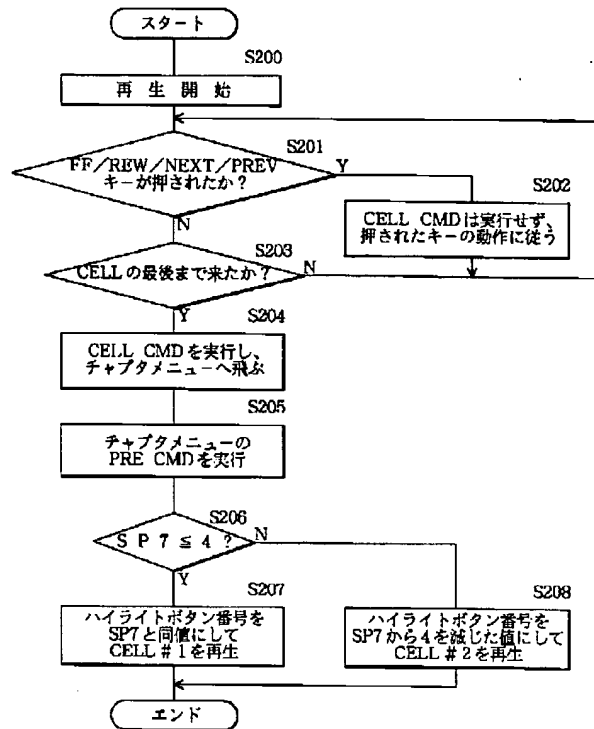 スタート
S200
再 生 開 始
S201
FF／REW／NEXT／PREV
キーが押されたか？
Y
N
S202
CELL CMDは実行せず、
押されたキーの動作に従う
S203
CELLの最後まで来たか？
N
Y
S204
CELL CMDを実行し、
チャプタメニューへ飛ぶ
S205
チャプタメニューの
PRE CMDを実行
S206
S P 7 ≦ 4 ?
N
Y
S207
ハイライトボタン番号を
SP7と同値にして
CELL＃1を再生
S208
ハイライトボタン番号を
SP7から4を減じた値にして
CELL＃2を再生
エンド